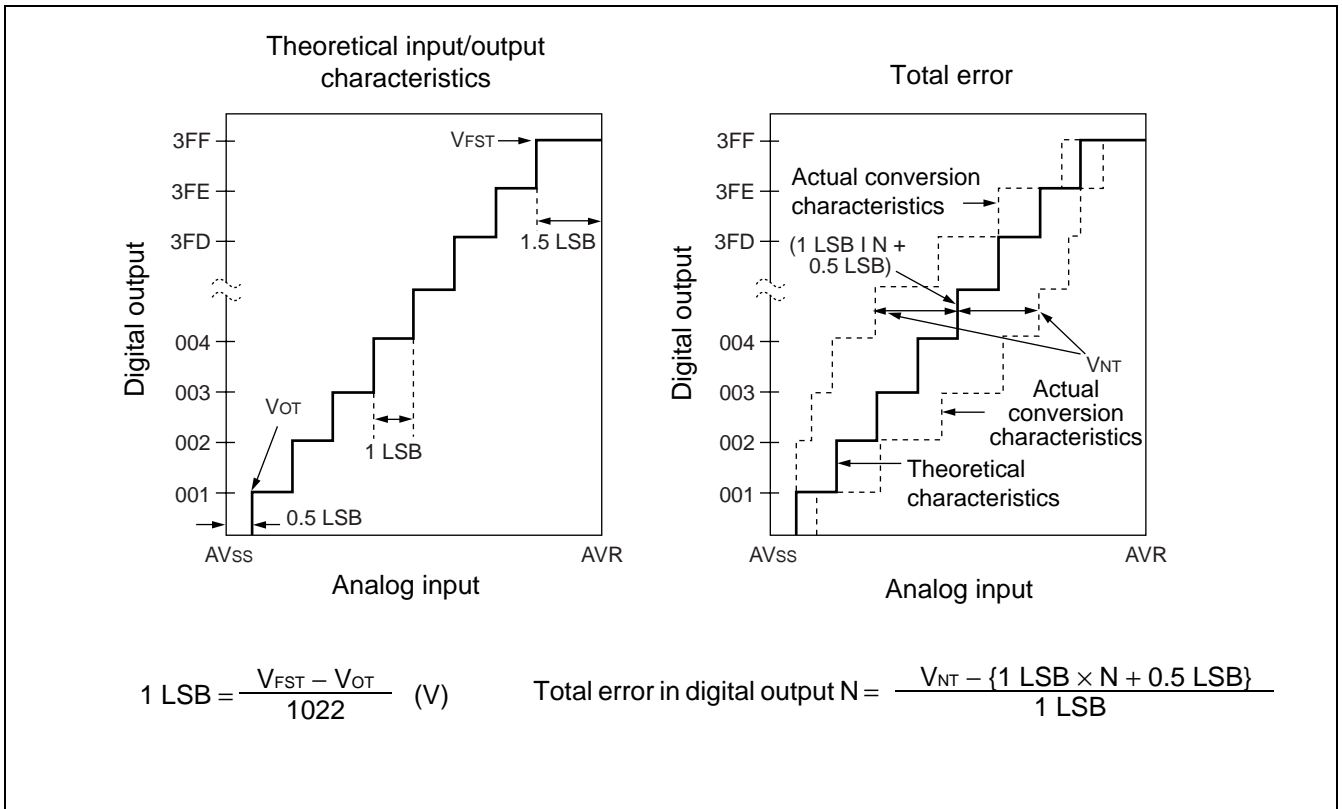 Theoretical input/output
characteristics
3FF
3FE
3FD
004
003
002
001
Digital output
VFST
1.5 LSB
VOT
1 LSB
0.5 LSB
AVSS
AVR
Analog input
Total error
3FF
3FE
3FD
004
003
002
001
Digital output
Actual conversion
characteristics
(1 LSB I N +
0.5 LSB)
VNT
Actual
conversion
characteristics
Theoretical
characteristics
AVSS
AVR
Analog input
1 LSB = VFST – VOT / 1022 (V)
Total error in digital output N = VNT – {1 LSB × N + 0.5 LSB} / 1 LSB